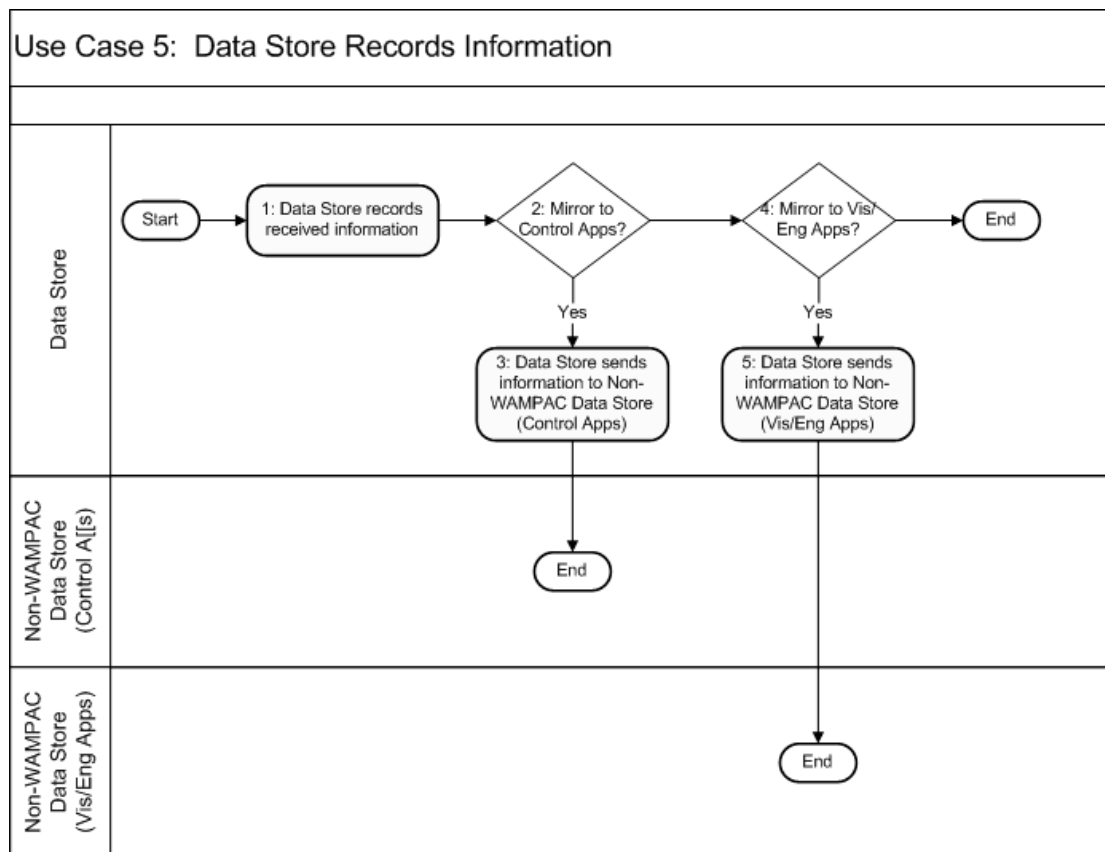 Use Case 5:  Data Store Records Information
Data Store
Start
1: Data Store records
received information
2: Mirror to
Control Apps?
4: Mirror to Vis/
Eng Apps?
End
Yes
Yes
3: Data Store sends
information to Non-
WAMPAC Data Store
(Control Apps)
5: Data Store sends
information to Non-
WAMPAC Data Store
(Vis/Eng Apps)
Non-WAMPAC
Data Store
(Control A[[s)
End
Non-WAMPAC
Data Store
(Vis/Eng Apps)
End